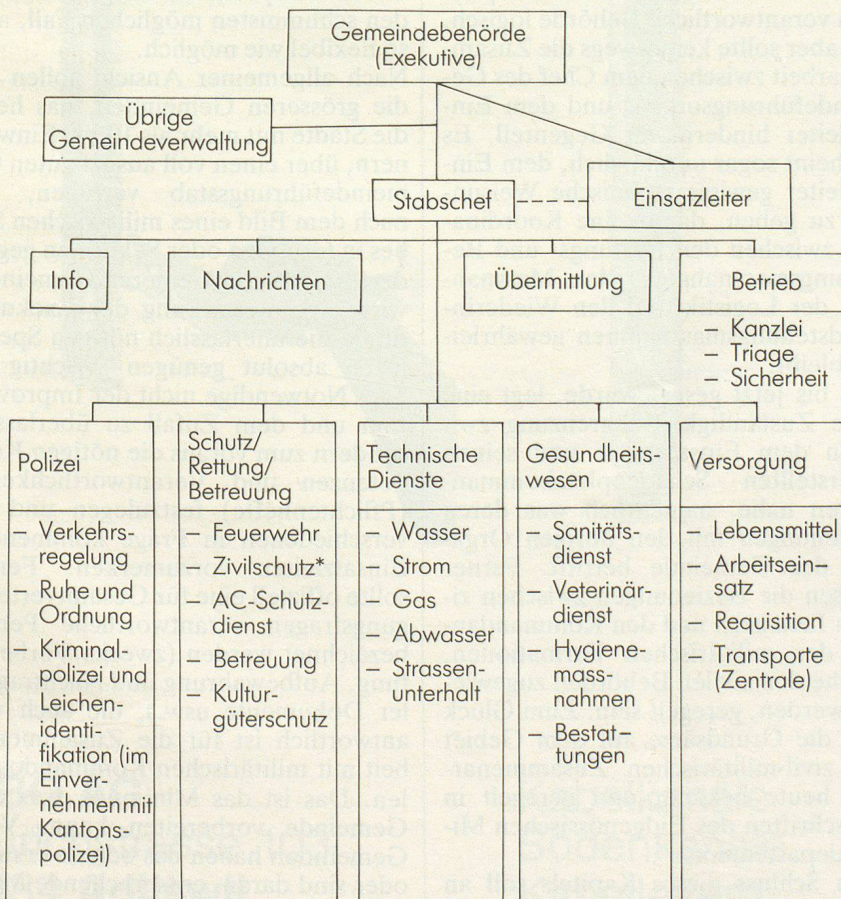 Gemeindebehörde
(Exekutive)
Übrige
Gemeindeverwaltung
Stabschef
Einsatzleiter
Info
Nachrichten
Übermittlung
Betrieb
– Kanzlei
– Triage
– Sicherheit
Polizei
– Verkehrs-
regelung
– Ruhe und
Ordnung
– Kriminal-
polizei und
Leichen-
identi-
fikation (im
Einver-
nehmen mit
Kantons-
polizei)
Schutz/
Rettung/
Betreuung
– Feuerwehr
– Zivilschutz*
– AC-Schutz-
dienst
– Betreuung
– Kultur-
güterschutz
Technische
Dienste
– Wasser
– Strom
– Gas
– Abwasser
– Strassen-
unterhalt
Gesundheits-
wesen
– Sanitäts-
dienst
– Veterinär-
dienst
– Hygiene-
mass-
nahmen
– Bestat-
tungen
Versorgung
– Lebensmittel
– Arbeitsein-
satz
– Requisition
– Transporte
(Zentrale)